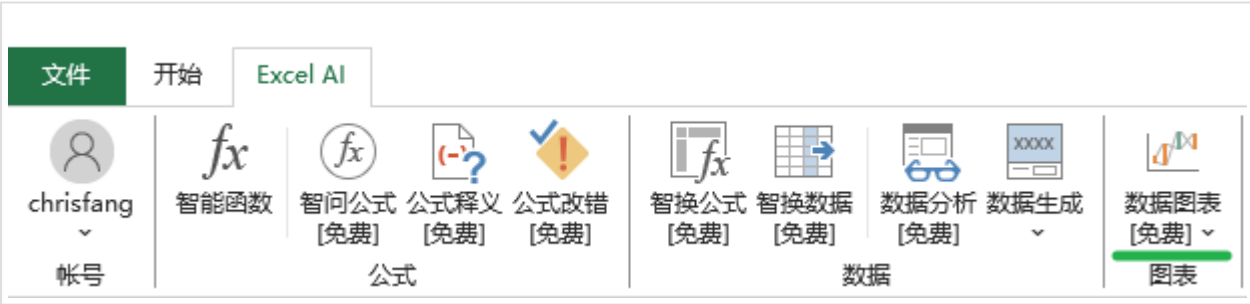 文件 开始 Excel AI
fx fx (-)? fx xxxx
chrisfang 智能函数 智问公式 公式释义 公式改错 智换公式 智换数据 数据分析 数据生成 数据图表
[免费] [免费] [免费] [免费] [免费] [免费] [免费]
帐号 公式 数据 图表